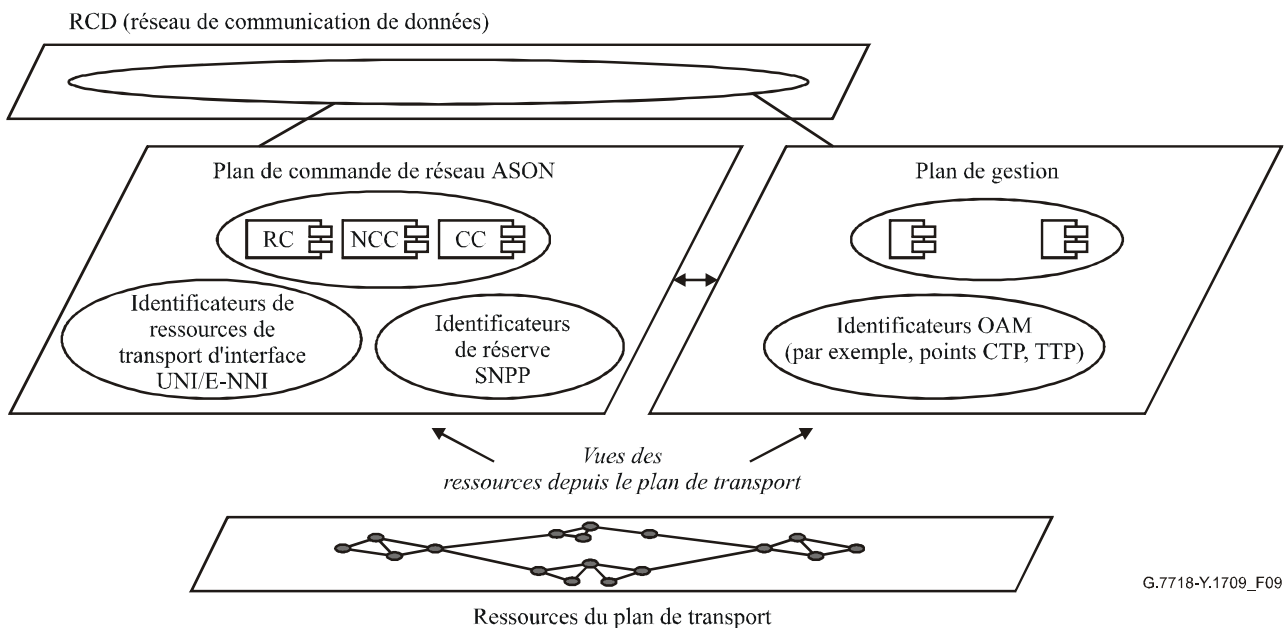 RCD (réseau de communication de données)
Plan de commande de réseau ASON
Plan de gestion
RC
NCC
CC
Identificateurs de
ressources de
transport d'interface
UNI/E-NNI
Identificateurs
de réserve
SNPP
Identificateurs OAM
(par exemple, points CTP, TTP)
Vues des
ressources depuis le plan de transport
Ressources du plan de transport
G.7718-Y.1709_F09